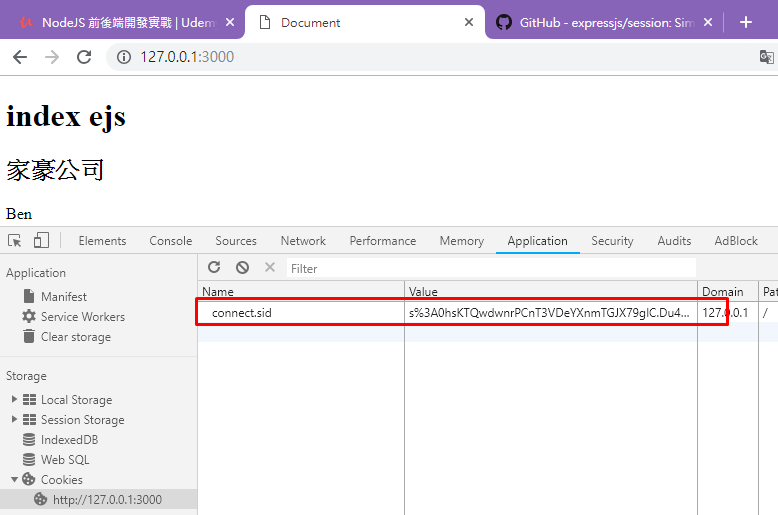 NodeJS 前後端開發實戰 | Udem
Document
GitHub - expressjs/session: Sim
127.0.0.1:3000
index ejs
家豪公司
Ben
Elements Console Sources Network Performance Memory Application Security Audits AdBlock
Application
Manifest
Service Workers
Clear storage
Storage
Local Storage
Session Storage
IndexedDB
Web SQL
Cookies
http://127.0.0.1:3000
Filter
Name Value Domain Pat
connect.sid s%3A0hsKTQwdwnrPCnT3VDeYXnmTGJX79glC.Du4... 127.0.0.1 /